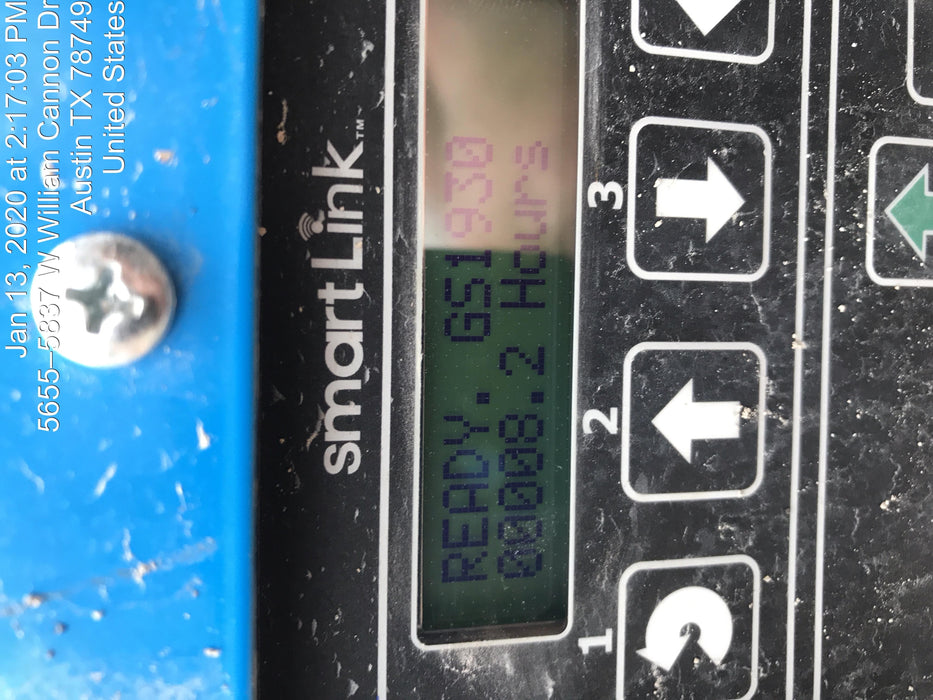 Jan 13, 2020 at 2:17:03 PM
5655–5837 W William Cannon Dr
Austin TX 78749
United States
smartLink™
READY. GS1930
00008.2 Hours
1
2
3